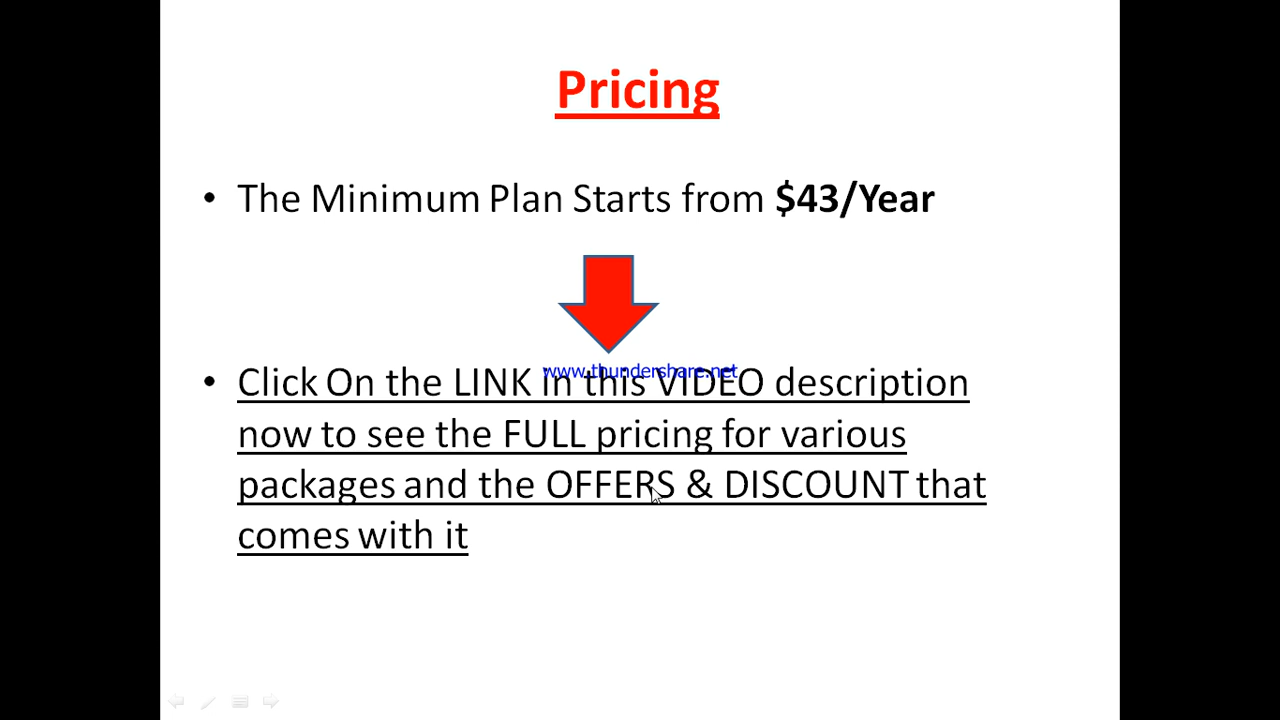 Pricing
• The Minimum Plan Starts from $43/Year
www.thundershare.net
• Click On the LINK in this VIDEO description
now to see the FULL pricing for various
packages and the OFFERS & DISCOUNT that
comes with it